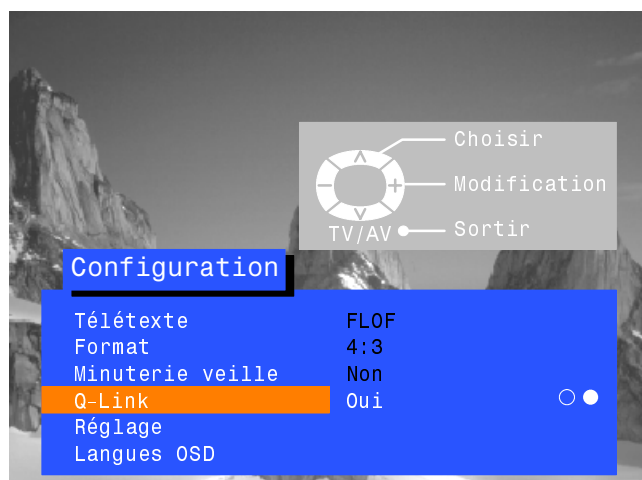 Choisir
Modification
TV/AV Sortir
Configuration
Télétexte FLOF
Format 4:3
Minuterie veille Non
Q-Link Oui
Réglage
Langues OSD